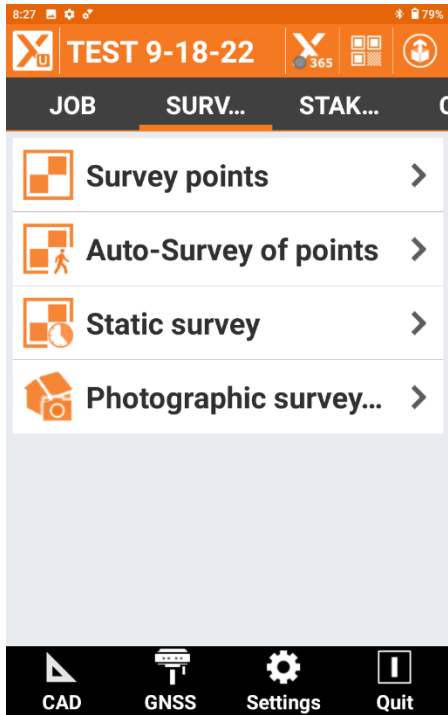 8:27 79%
XU TEST 9-18-22 X 365
JOB SURV... STAK...
Survey points
Auto-Survey of points
Static survey
Photographic survey...
CAD GNSS Settings Quit